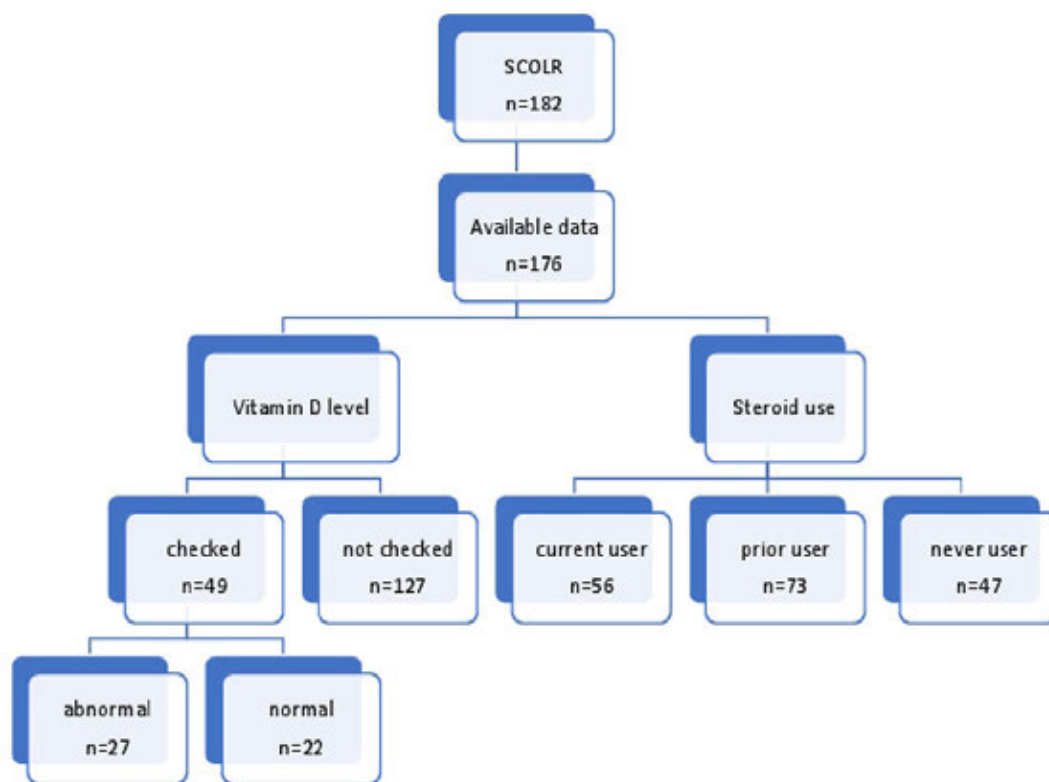 SCOLR
n=182
Available data
n=176
Vitamin D level
Steroid use
checked
n=49
not checked
n=127
current user
n=56
prior user
n=73
never user
n=47
abnormal
n=27
normal
n=22